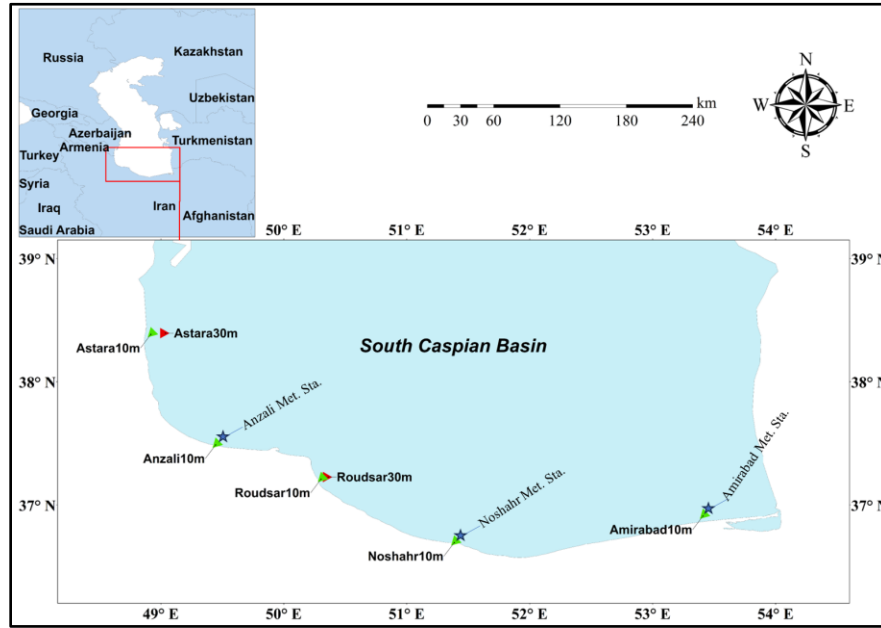 Russia
Kazakhstan
Georgia
Uzbekistan
Azerbaijan
Armenia
Turkmenistan
Turkey
Syria
Iraq
Iran
Afghanistan
Saudi Arabia
km
0 30 60 120 180 240
N
W E
S
50° E 51° E 52° E 53° E 54° E
39° N 39° N
Astara10m
Astara30m
South Caspian Basin
38° N 38° N
Anzali Met. Sta.
Anzali10m
Roudsar10m
Roudsar30m
Noshahr Met. Sta.
Amirabad Met. Sta.
37° N 37° N
Noshahr10m
Amirabad10m
49° E 50° E 51° E 52° E 53° E 54° E